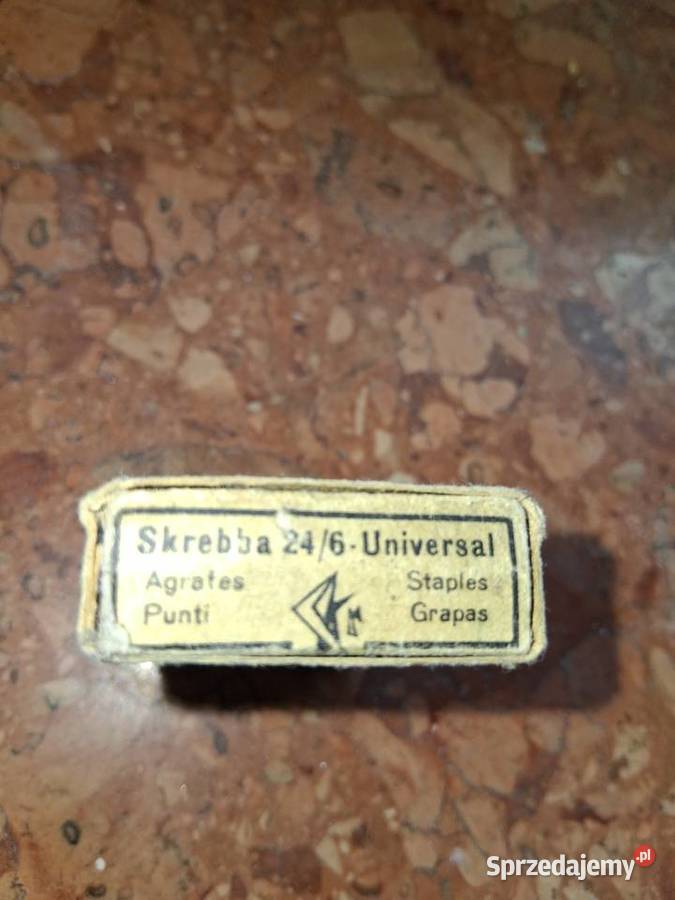 Skrebba 24/6-Universal
Agrafes Staples
Punti Grapas
Sprzedajemy.pl